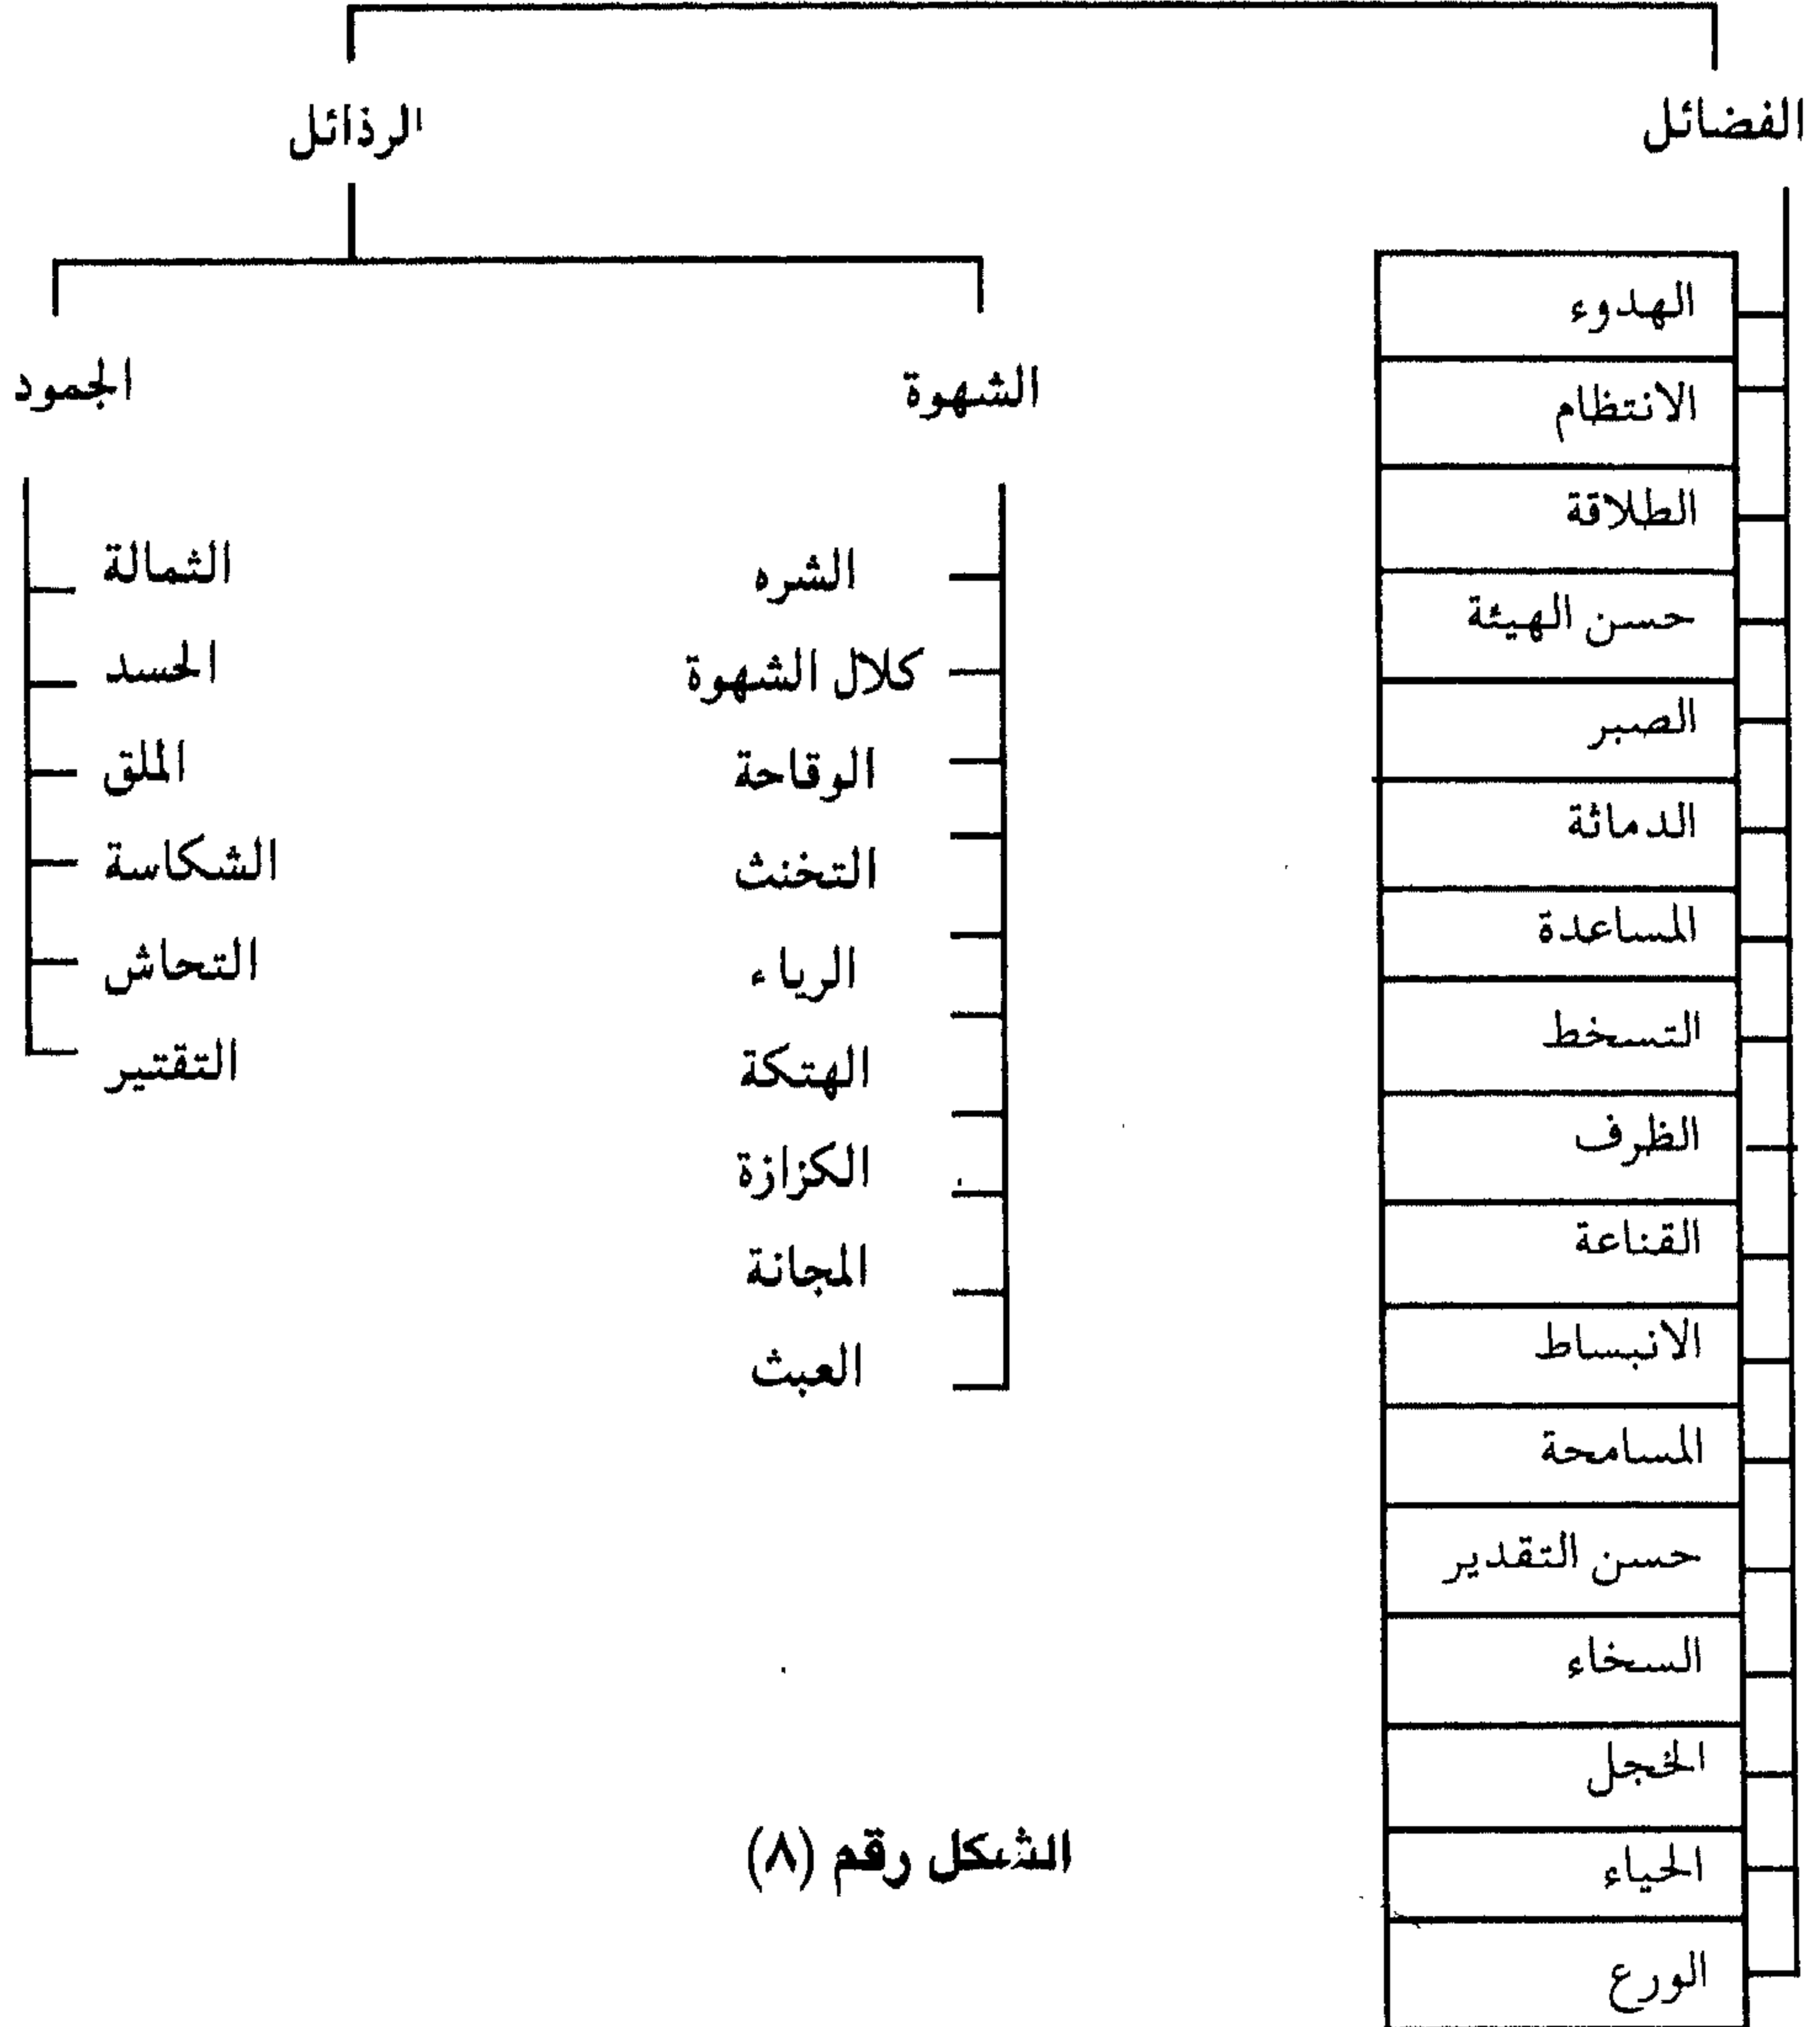 الفضائل
الهدوء
الانتظام
الطلاقة
حسن الهيئة
الصبر
الدماثة
المساعدة
التسخط
الظرف
القناعة
الانبساط
المسامحة
حسن التقدير
السخاء
الخجل
الحياء
الورع
الرذائل
الشهوة
الشره
كلال الشهوة
الوقاحة
التخنث
الرياء
الهتكة
الكزازة
المجانة
العبث
الجمود
الثمالة
الحسد
الملق
الشكاسة
التحاش
التقتير
الشكل رقم (٨)